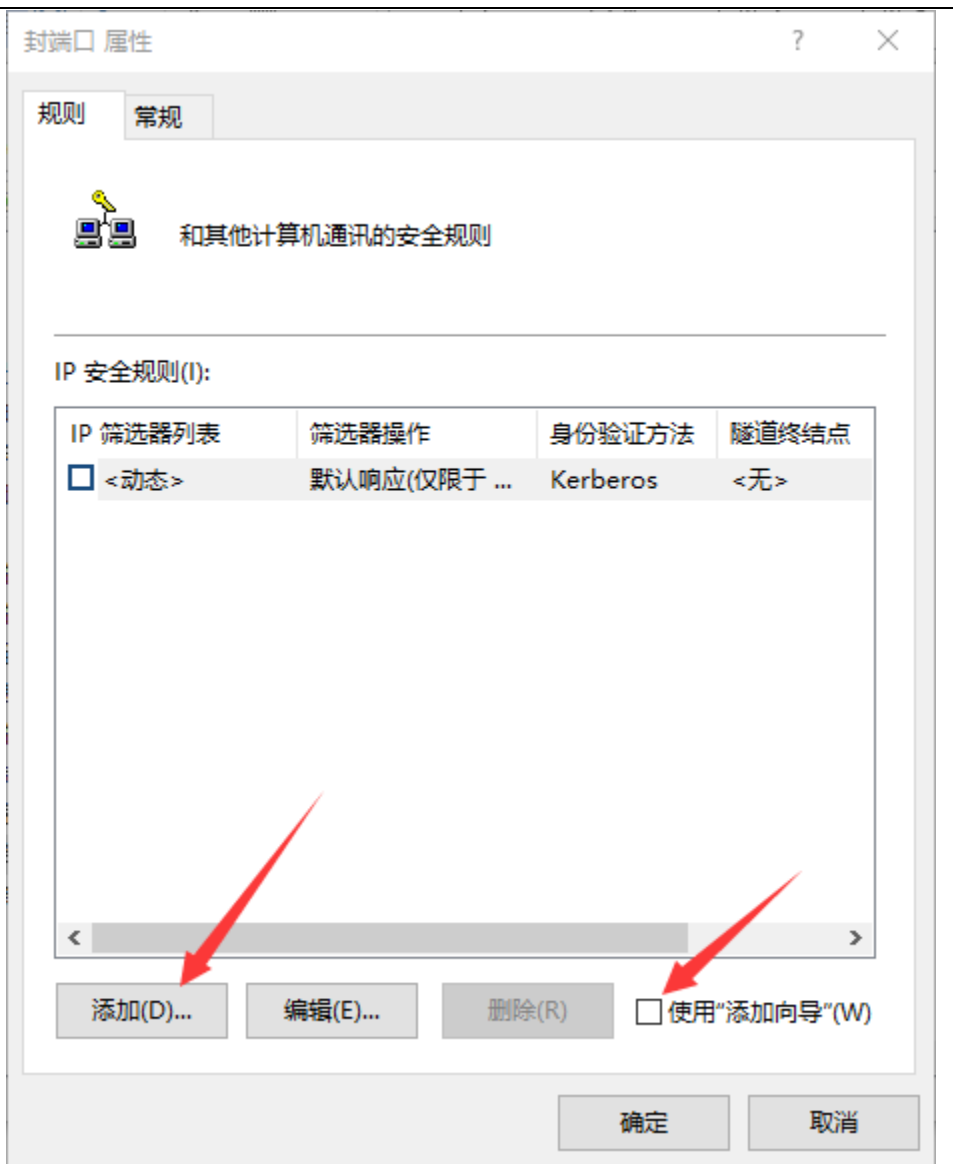 封端口 属性
规则 常规
和其他计算机通讯的安全规则
IP 安全规则(I):
IP 筛选器列表 筛选器操作 身份验证方法 隧道终结点
<动态> 默认响应(仅限于 ... Kerberos <无>
添加(D)... 编辑(E)... 删除(R) 使用"添加向导"(W)
确定 取消